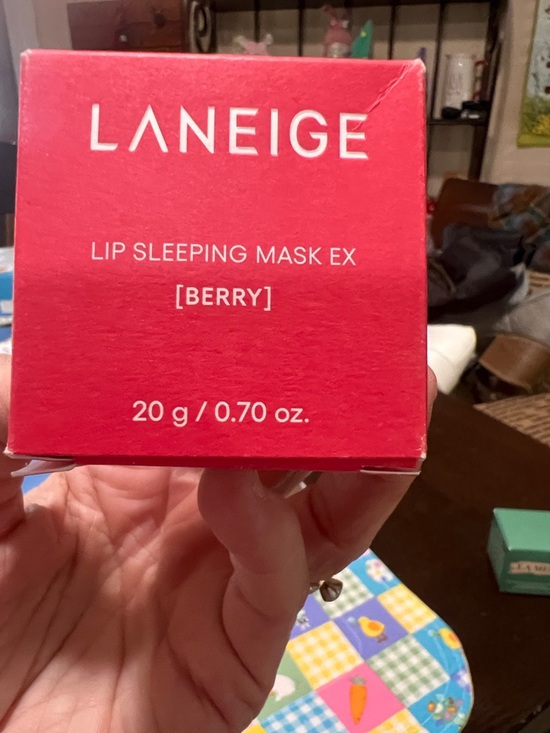 LANEIGE
LIP SLEEPING MASK EX
[BERRY]
20 g / 0.70 oz.